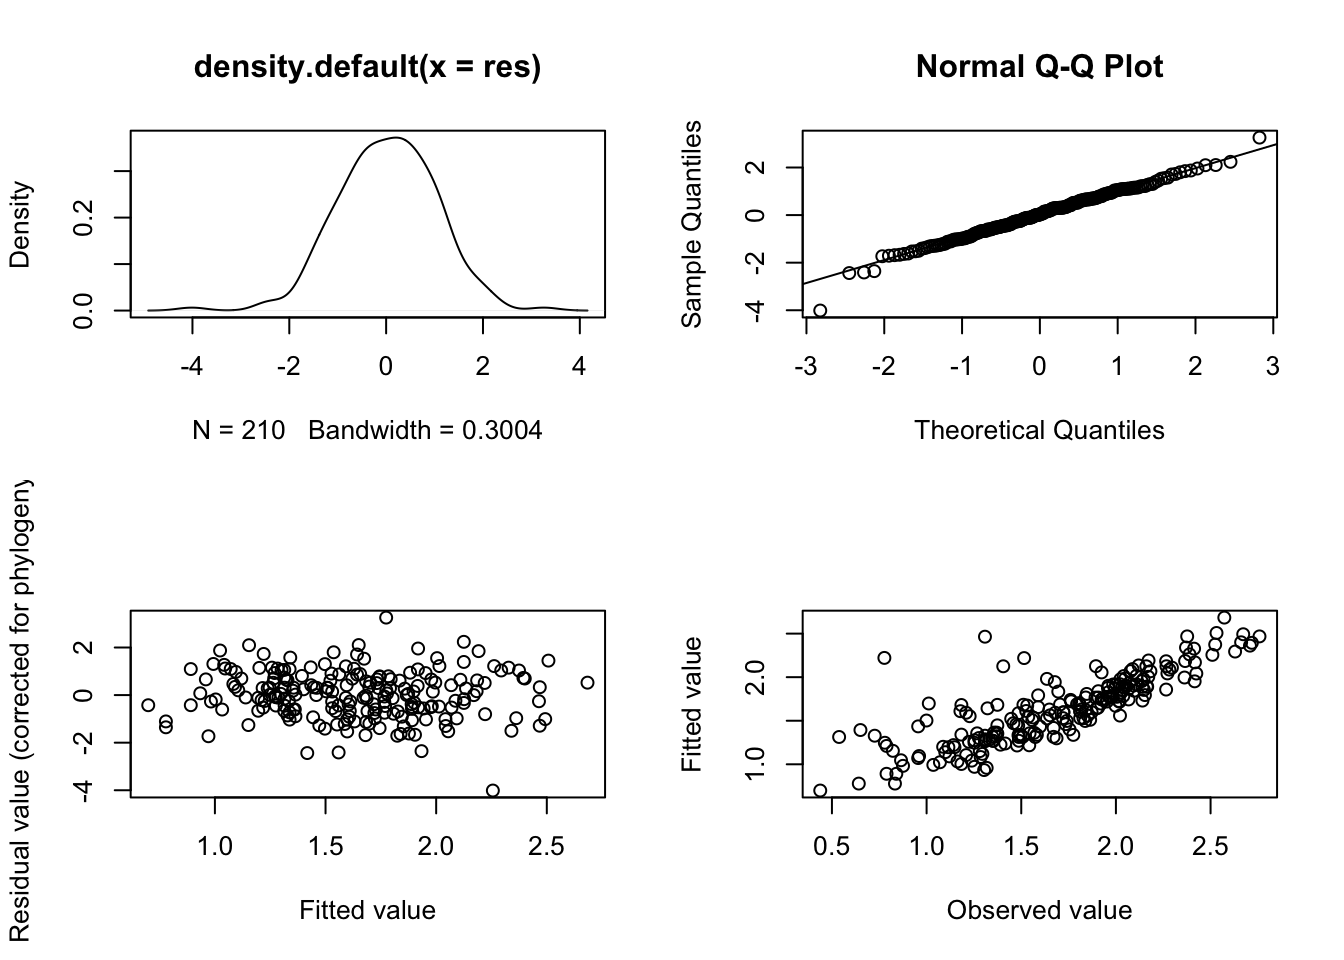 density.default(x = res)
Density
0.0 0.2
-4 -2 0 2 4
N = 210 Bandwidth = 0.3004
Normal Q-Q Plot
Sample Quantiles
-4 -2 0 2
-3 -2 -1 0 1 2 3
Theoretical Quantiles
Residual value (corrected for phylogeny
-4 -2 0 2
1.0 1.5 2.0 2.5
Fitted value
Fitted value
1.0 2.0
0.5 1.0 1.5 2.0 2.5
Observed value